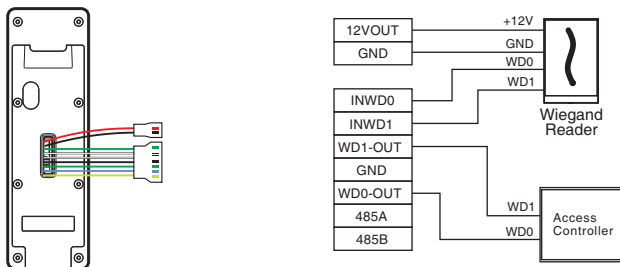 12VOUT
GND
INWD0
INWD1
WD1-OUT
GND
WD0-OUT
485A
485B
+12V
GND
WD0
WD1
Wiegand
Reader
WD1
WD0
Access
Controller